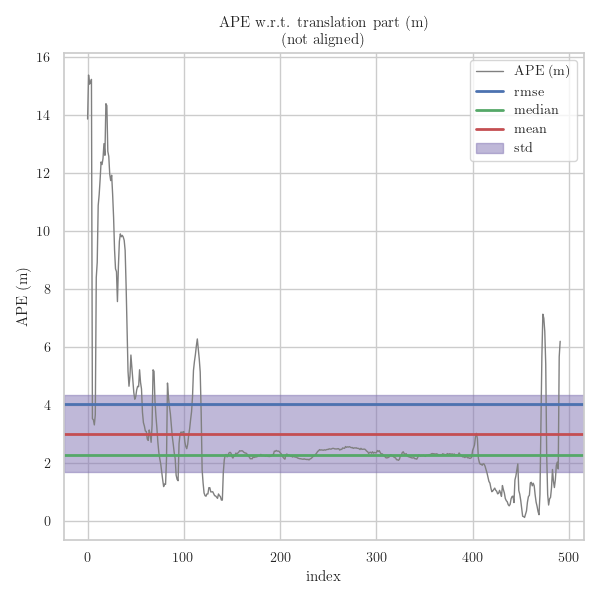 APE w.r.t. translation part (m)
(not aligned)
APE (m)
rmse
median
mean
std
16
14
12
10
8
6
4
2
0
APE (m)
0
100
200
300
400
500
index